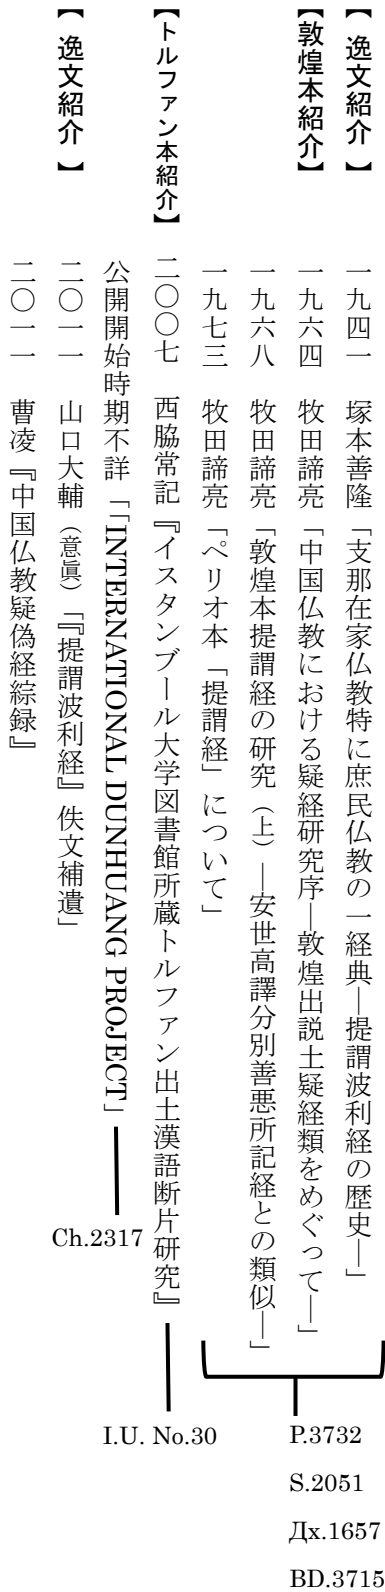 【 逸文紹介 】 一九四一 塚本善隆「支那在家仏教特に庶民仏教の一経典―提謂波利経の歴史―」
【敦煌本紹介】 一九六四 牧田諦亮「中国仏教における疑経研究序―敦煌出説土疑経類をめぐって―」
一九六八 牧田諦亮「敦煌本提謂経の研究（上）―安世高譯分別善悪所記経との類似―」
一九七三 牧田諦亮「ペリオ本「提謂経」について」
P.3732
S.2051
Дx.1657
BD.3715
【トルファン本紹介】 二〇〇七 西脇常記『イスタンブール大学図書館所蔵トルファン出土漢語断片研究』
I.U. No.30
公開開始時期不詳 「「INTERNATIONAL DUNHUANG PROJECT」
Ch.2317
【 逸文紹介 】 二〇一一 山口大輔（意眞）「『提謂波利経』佚文補遺」
二〇一一 曹凌『中国仏教疑偽経綜録』